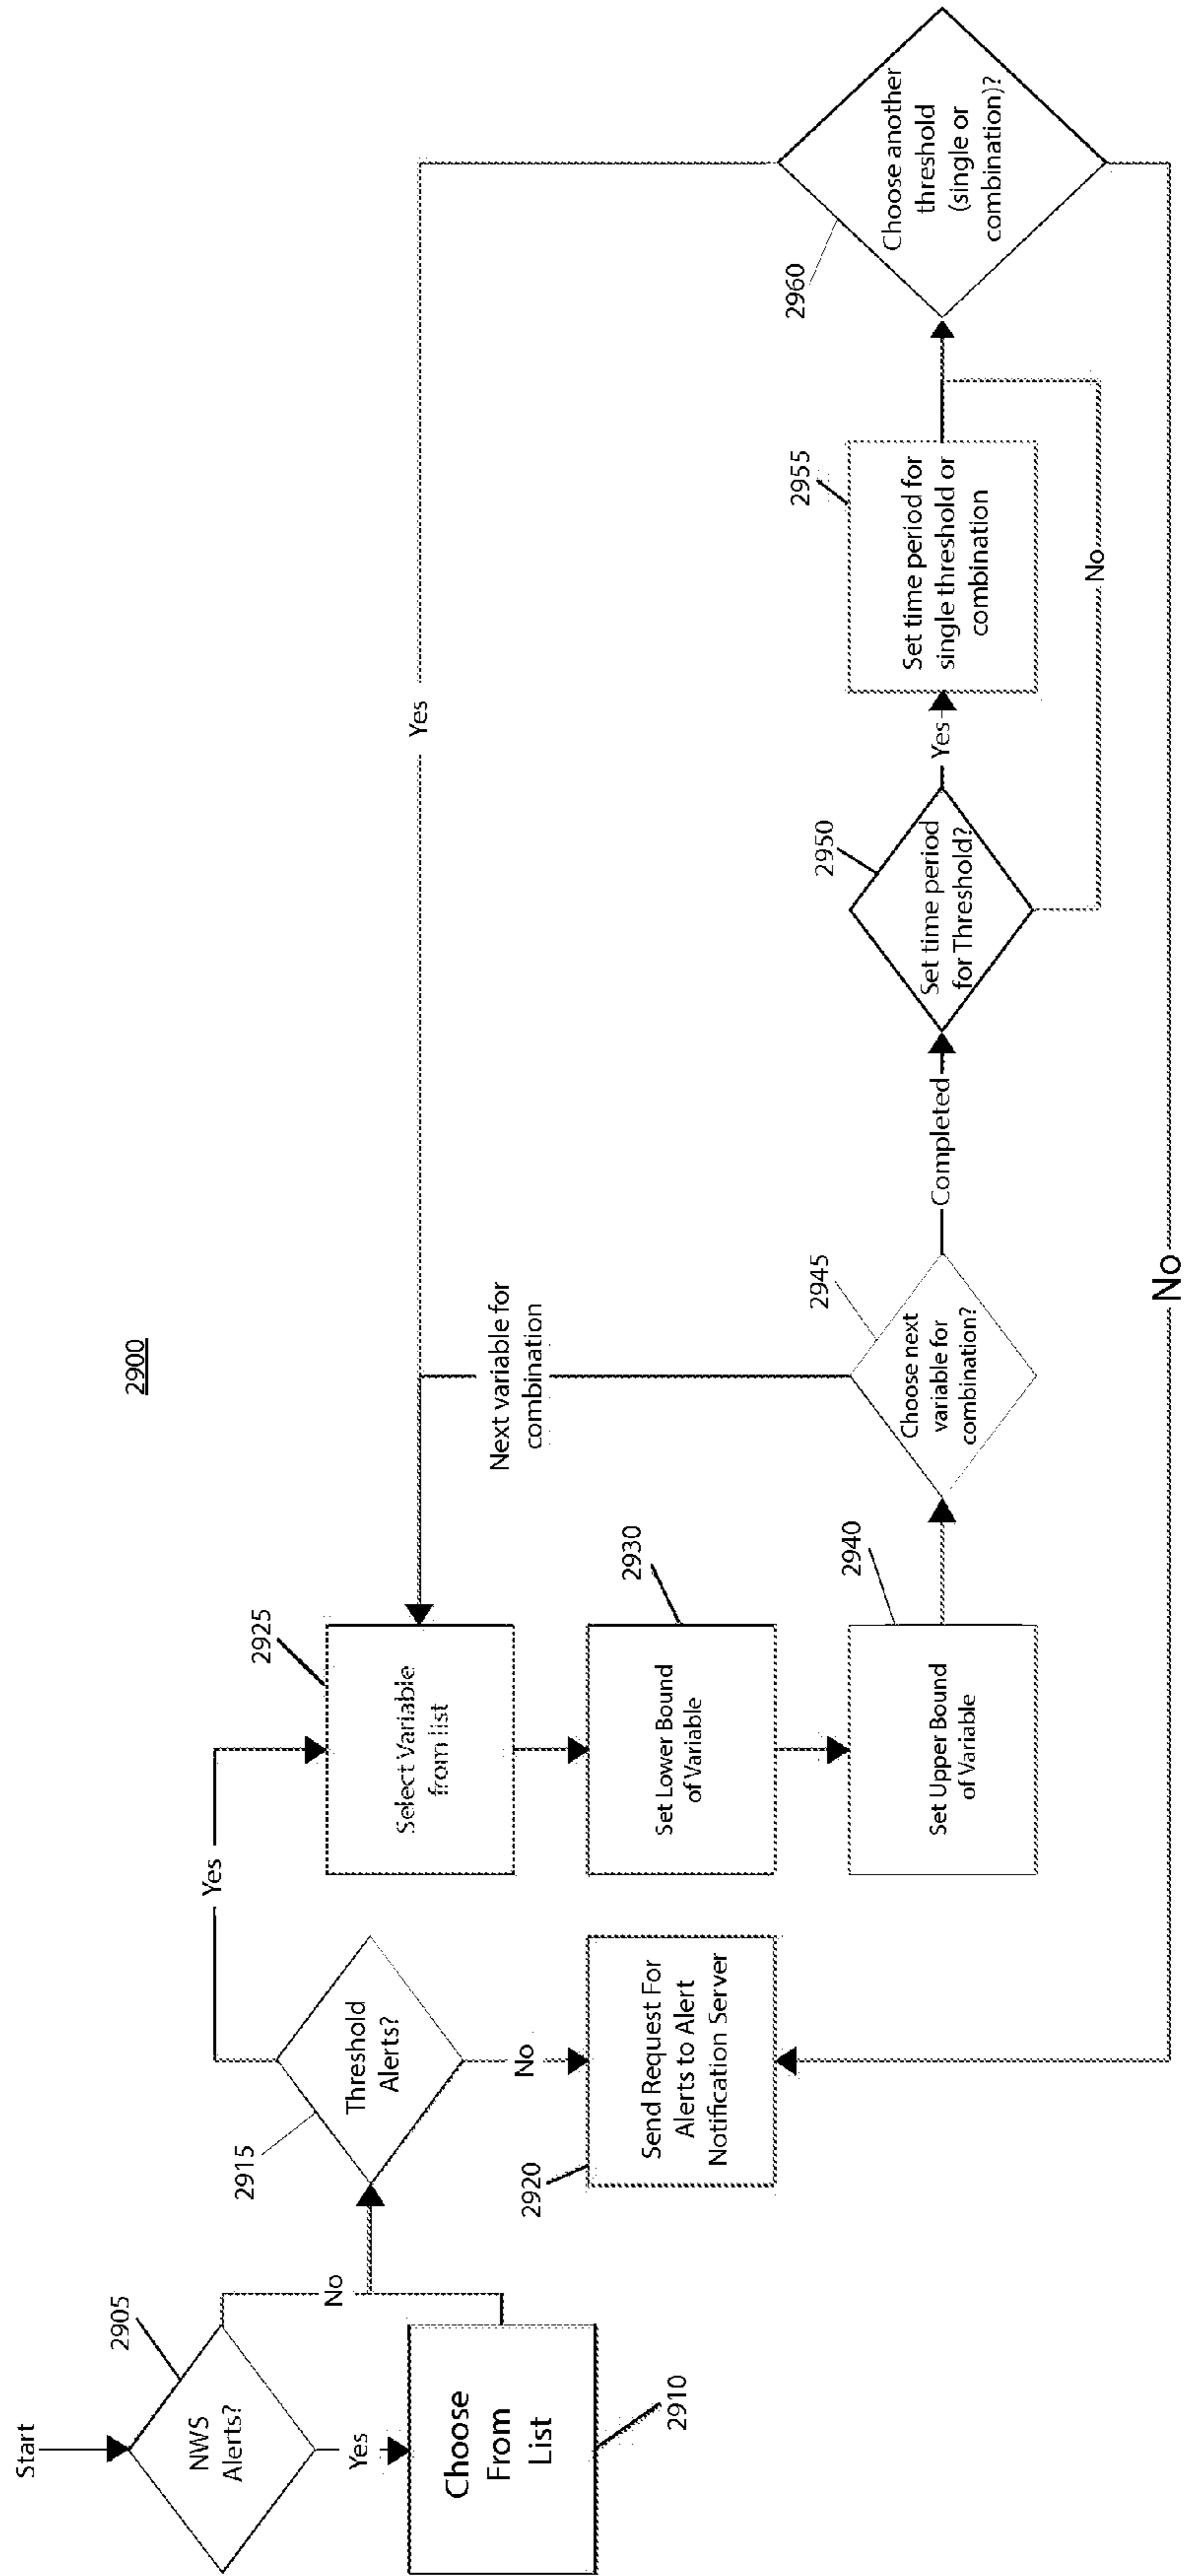 2900
Start
NWS
Alerts?
2905
Yes
No
Choose
From
List
2910
Threshold
Alerts?
2915
Yes
No
Send Request For
Alerts to Alert
Notification Server
2920
Select Variable
from list
2925
Set Lower Bound
of Variable
2930
Set Upper Bound
of Variable
2940
Choose next
variable for
combination?
2945
Next variable for
combination
Completed
Set time period
for Threshold?
2950
Yes
No
Set time period for
single threshold or
combination
2955
Choose another
threshold
(single or
combination)?
2960
Yes
No